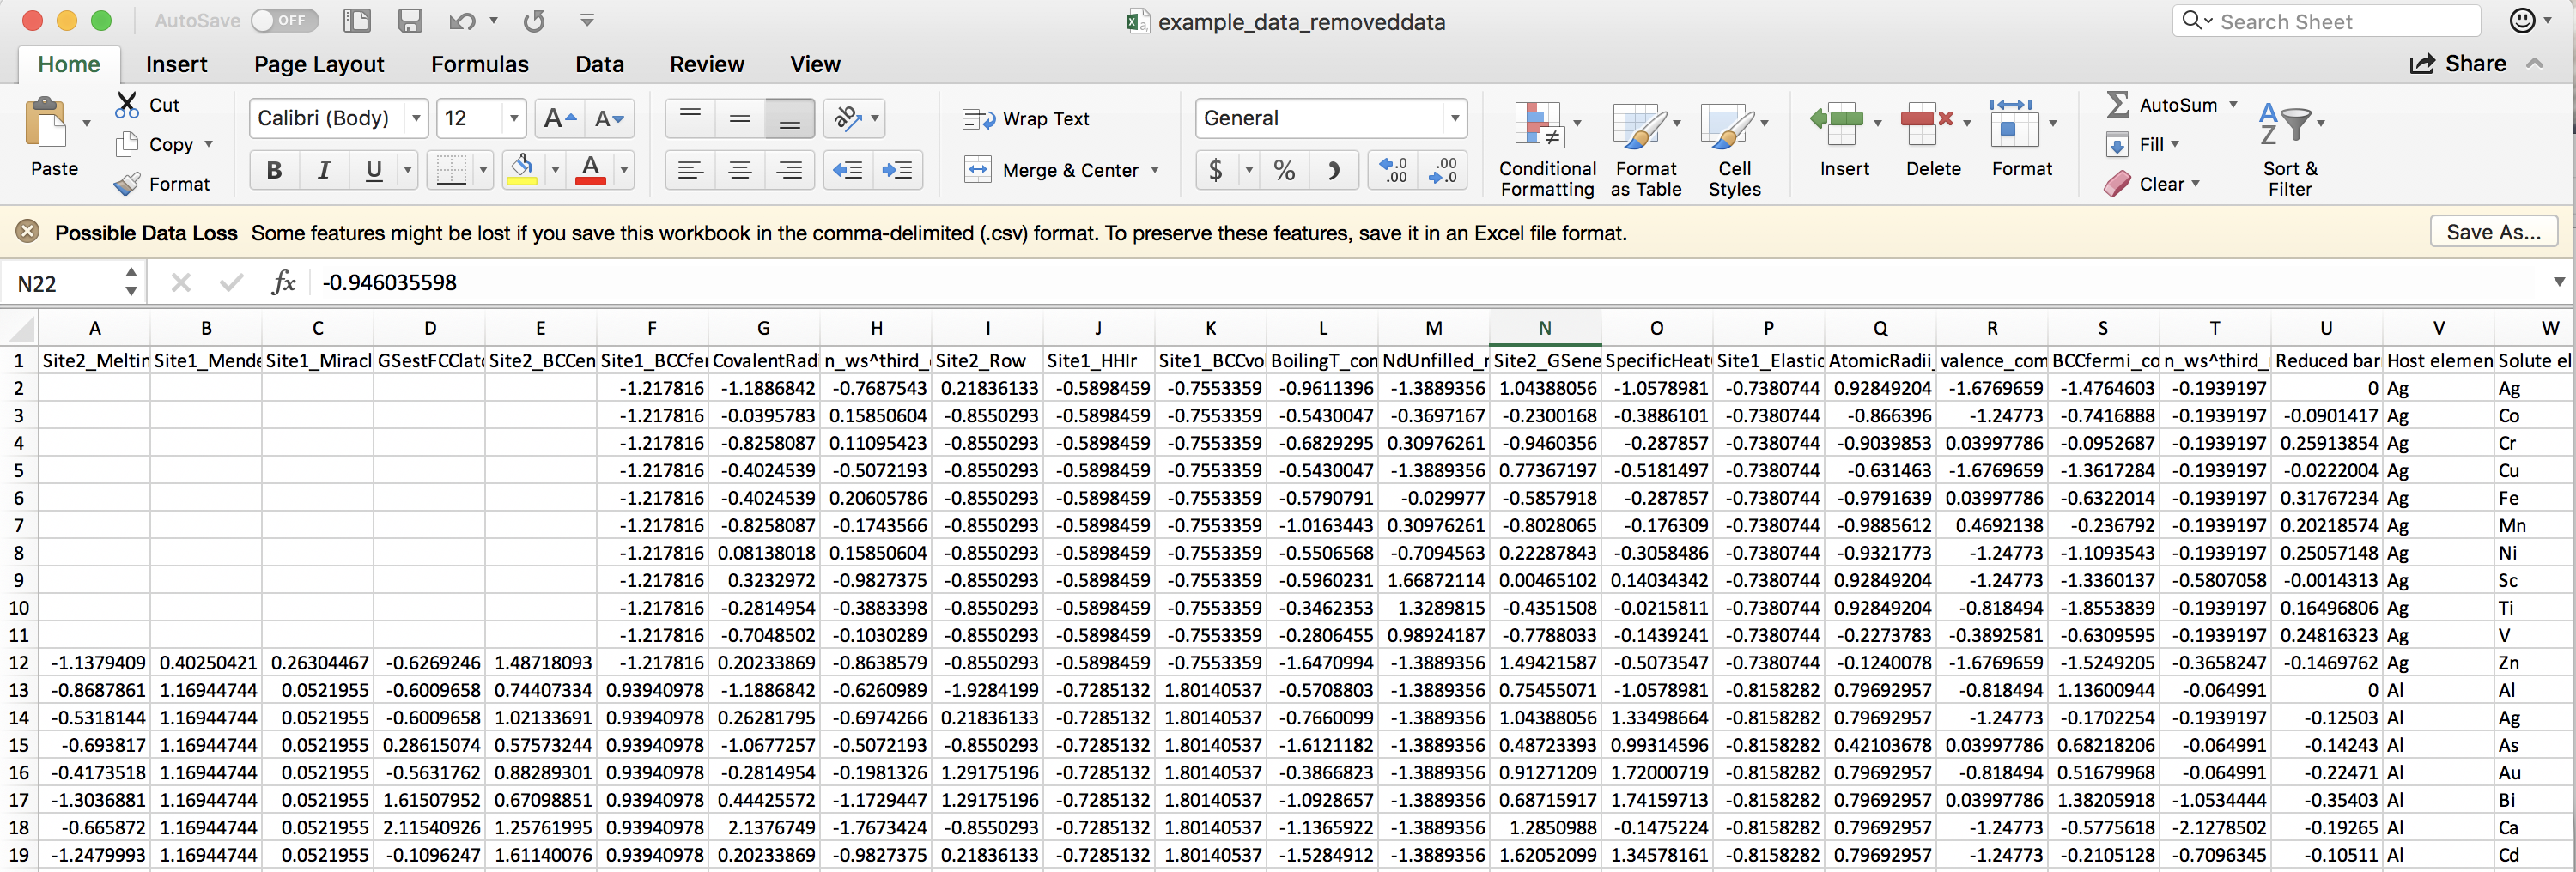 AutoSave OFF example_data_removeddata Search Sheet
Home Insert Page Layout Formulas Data Review View Share
Paste Cut Copy Format
Calibri (Body) 12 A A
B I U A
ab Wrap Text
Merge & Center
General
$ % .0 .00 .00 .0
Conditional Formatting Format as Table Cell Styles
Insert Delete Format
AutoSum Fill Clear
A Z Sort & Filter
Possible Data Loss Some features might be lost if you save this workbook in the comma-delimited (.csv) format. To preserve these features, save it in an Excel file format. Save As...
N22 fx -0.946035598
A B C D E F G H I J K L M N O P Q R S T U V W
1 Site2_Meltin Site1_Mende Site1_Miracl GSestFCClatc Site2_BCCen Site1_BCCfer CovalentRadi n_ws^third_ Site2_Row Site1_HHIr Site1_BCCvo BoilingT_con NdUnfilled_r Site2_GSene SpecificHeat Site1_Elastic AtomicRadii_ valence_com BCCfermi_co n_ws^third_ Reduced bar Host elemen Solute el
2 -1.217816 -1.1886842 -0.7687543 0.21836133 -0.5898459 -0.7553359 -0.9611396 -1.3889356 1.04388056 -1.0578981 -0.7380744 0.92849204 -1.6769659 -1.4764603 -0.1939197 0 Ag Ag
3 -1.217816 -0.0395783 0.15850604 -0.8550293 -0.5898459 -0.7553359 -0.5430047 -0.3697167 -0.2300168 -0.3886101 -0.7380744 -0.866396 -1.24773 -0.7416888 -0.1939197 -0.0901417 Ag Co
4 -1.217816 -0.8258087 0.11095423 -0.8550293 -0.5898459 -0.7553359 -0.6829295 0.30976261 -0.9460356 -0.287857 -0.7380744 -0.9039853 0.03997786 -0.0952687 -0.1939197 0.25913854 Ag Cr
5 -1.217816 -0.4024539 -0.5072193 -0.8550293 -0.5898459 -0.7553359 -0.5430047 -1.3889356 0.77367197 -0.5181497 -0.7380744 -0.631463 -1.6769659 -1.3617284 -0.1939197 -0.0222004 Ag Cu
6 -1.217816 -0.4024539 0.20605786 -0.8550293 -0.5898459 -0.7553359 -0.5790791 -0.029977 -0.5857918 -0.287857 -0.7380744 -0.9791639 0.03997786 -0.6322014 -0.1939197 0.31767234 Ag Fe
7 -1.217816 -0.8258087 -0.1743566 -0.8550293 -0.5898459 -0.7553359 -1.0163443 0.30976261 -0.8028065 -0.176309 -0.7380744 -0.9885612 0.4692138 -0.236792 -0.1939197 0.20218574 Ag Mn
8 -1.217816 0.08138018 0.15850604 -0.8550293 -0.5898459 -0.7553359 -0.5506568 -0.7094563 0.22287843 -0.3058486 -0.7380744 -0.9321773 -1.24773 -1.1093543 -0.1939197 0.25057148 Ag Ni
9 -1.217816 0.3232972 -0.9827375 -0.8550293 -0.5898459 -0.7553359 -0.5960231 1.66872114 0.00465102 0.14034342 -0.7380744 0.92849204 -1.24773 -1.3360137 -0.5807058 -0.0014313 Ag Sc
10 -1.217816 -0.2814954 -0.3883398 -0.8550293 -0.5898459 -0.7553359 -0.3462353 1.3289815 -0.4351508 -0.0215811 -0.7380744 0.92849204 -0.818494 -1.8553839 -0.1939197 0.16496806 Ag Ti
11 -1.217816 -0.7048502 -0.1030289 -0.8550293 -0.5898459 -0.7553359 -0.2806455 0.98924187 -0.7788033 -0.1439241 -0.7380744 -0.2273783 -0.3892581 -0.6309595 -0.1939197 0.24816323 Ag V
12 -1.1379409 0.40250421 0.26304467 -0.6269246 1.48718093 -1.217816 0.20233869 -0.8638579 -0.8550293 -0.5898459 -0.7553359 -1.6470994 -1.3889356 1.49421587 -0.5073547 -0.7380744 -0.1240078 -1.6769659 -1.5249205 -0.3658247 -0.1469762 Ag Zn
13 -0.8687861 1.16944744 0.0521955 -0.6009658 0.74407334 0.93940978 -1.1886842 -0.6260989 -1.9284199 -0.7285132 1.80140537 -0.5708803 -1.3889356 0.75455071 -1.0578981 -0.8158282 0.79692957 -0.818494 1.13600944 -0.064991 0 Al Al
14 -0.5318144 1.16944744 0.0521955 -0.6009658 1.02133691 0.93940978 0.26281795 -0.6974266 0.21836133 -0.7285132 1.80140537 -0.7660099 -1.3889356 1.04388056 1.33498664 -0.8158282 0.79692957 -1.24773 -0.1702254 -0.1939197 -0.12503 Al Ag
15 -0.693817 1.16944744 0.0521955 0.28615074 0.57573244 0.93940978 -1.0677257 -0.5072193 -0.8550293 -0.7285132 1.80140537 -1.6121182 -1.3889356 0.48723393 0.99314596 -0.8158282 0.42103678 0.03997786 0.68218206 -0.064991 -0.14243 Al As
16 -0.4173518 1.16944744 0.0521955 -0.5631762 0.88289301 0.93940978 -0.2814954 -0.1981326 1.29175196 -0.7285132 1.80140537 -0.3866823 -1.3889356 0.91271209 1.72000719 -0.8158282 0.79692957 -0.818494 0.51679968 -0.064991 -0.22471 Al Au
17 -1.3036881 1.16944744 0.0521955 1.61507952 0.67098851 0.93940978 0.44425572 -1.1729447 1.29175196 -0.7285132 1.80140537 -1.0928657 -1.3889356 0.68715917 1.74159713 -0.8158282 0.79692957 0.03997786 1.38205918 -1.0534444 -0.35403 Al Bi
18 -0.665872 1.16944744 0.0521955 2.11540926 1.25761995 0.93940978 2.1376749 -1.7673424 -0.8550293 -0.7285132 1.80140537 -1.1365922 -1.3889356 1.2850988 -0.1475224 -0.8158282 0.79692957 -1.24773 -0.5775618 -2.1278502 -0.19265 Al Ca
19 -1.2479993 1.16944744 0.0521955 -0.1096247 1.61140076 0.93940978 0.20233869 -0.9827375 0.21836133 -0.7285132 1.80140537 -1.5284912 -1.3889356 1.62052099 1.34578161 -0.8158282 0.79692957 -1.24773 -0.2105128 -0.7096345 -0.10511 Al Cd